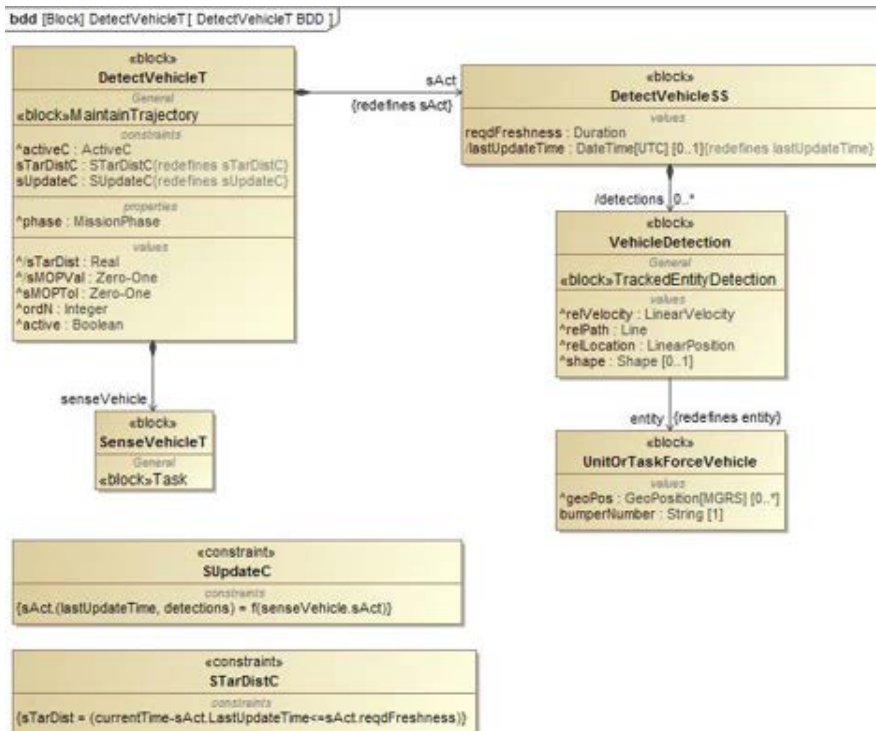 bdd [Block] DetectVehicleT [ DetectVehicleT BDD ]
«block»
DetectVehicleT
General
«block»MaintainTrajectory
constraints
^activeC : ActiveC
sTarDistC : STarDistC{redefines sTarDistC}
sUpdateC : SUpdateC{redefines sUpdateC}
properties
^phase : MissionPhase
values
^/sTarDist : Real
^/sMOPVal : Zero-One
^sMOPTol : Zero-One
^ordN : Integer
^active : Boolean
sAct
{redefines sAct}
«block»
DetectVehicleSS
values
reqdFreshness : Duration
/lastUpdateTime : DateTime[UTC] [0..1]{redefines lastUpdateTime}
/detections 0..*
«block»
VehicleDetection
General
«block»TrackedEntityDetection
values
^relVelocity : LinearVelocity
^relPath : Line
^relLocation : LinearPosition
^shape : Shape [0..1]
senseVehicle
«block»
SenseVehicleT
General
«block»Task
entity {redefines entity}
«block»
UnitOrTaskForceVehicle
values
^geoPos : GeoPosition[MGRS] [0..*]
bumperNumber : String [1]
«constraint»
SUpdateC
constraints
{sAct.(lastUpdateTime, detections) = f(senseVehicle.sAct)}
«constraint»
STarDistC
constraints
{sTarDist = (currentTime-sAct.LastUpdateTime<=sAct.reqdFreshness)}